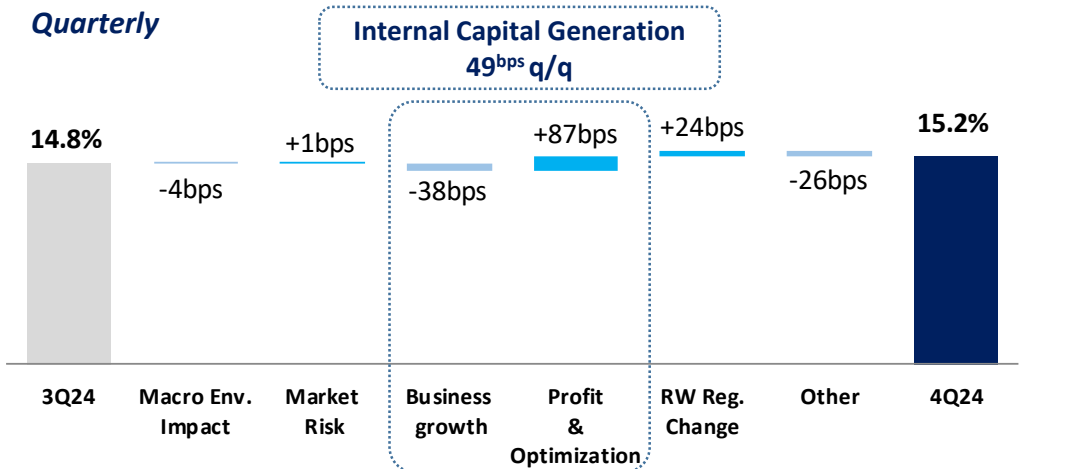 Quarterly
Internal Capital Generation
49bps q/q
14.8%
-4bps
+1bps
-38bps
+87bps
+24bps
-26bps
15.2%
3Q24
Macro Env.
Impact
Market
Risk
Business
growth
Profit
&
Optimization
RW Reg.
Change
Other
4Q24